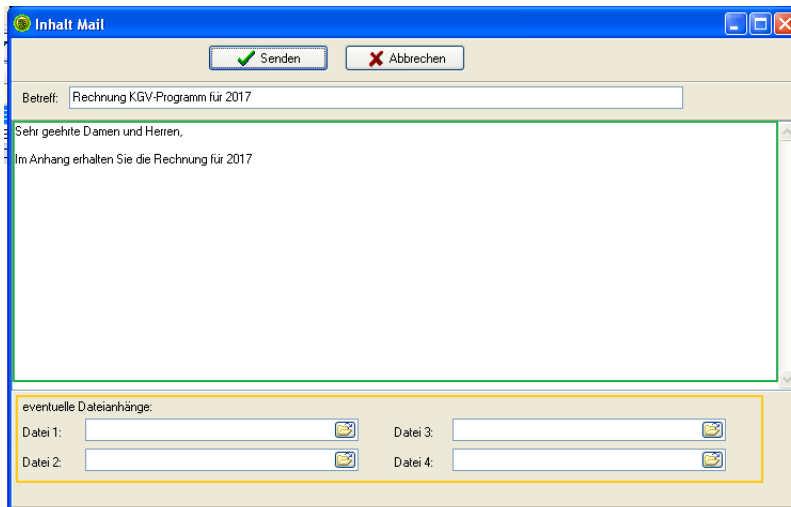 Inhalt Mail
Senden Abbrechen
Betreff: Rechnung KGV-Programm für 2017
Sehr geehrte Damen und Herren,
Im Anhang erhalten Sie die Rechnung für 2017
eventuelle Dateianhänge:
Datei 1: Datei 3:
Datei 2: Datei 4: